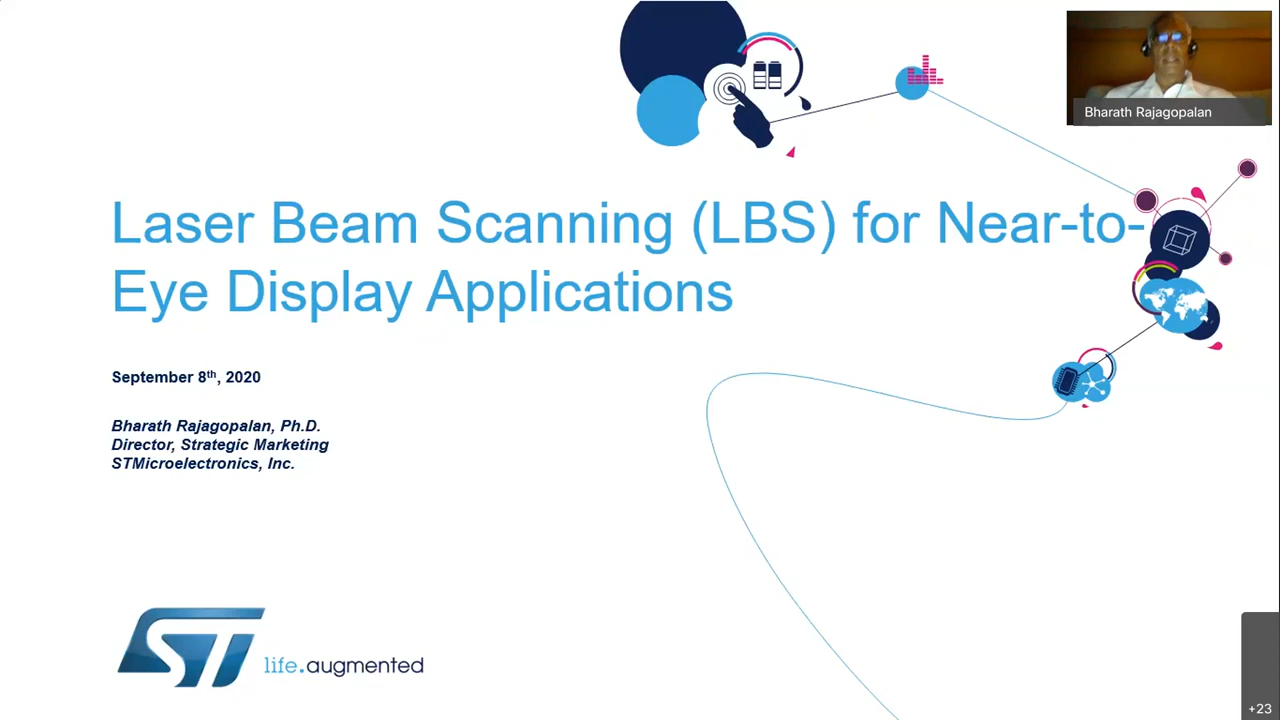 Bharath Rajagopalan
Laser Beam Scanning (LBS) for Near-to-
Eye Display Applications
September 8th, 2020
Bharath Rajagopalan, Ph.D.
Director, Strategic Marketing
STMicroelectronics, Inc.
ST
life.augmented
+23